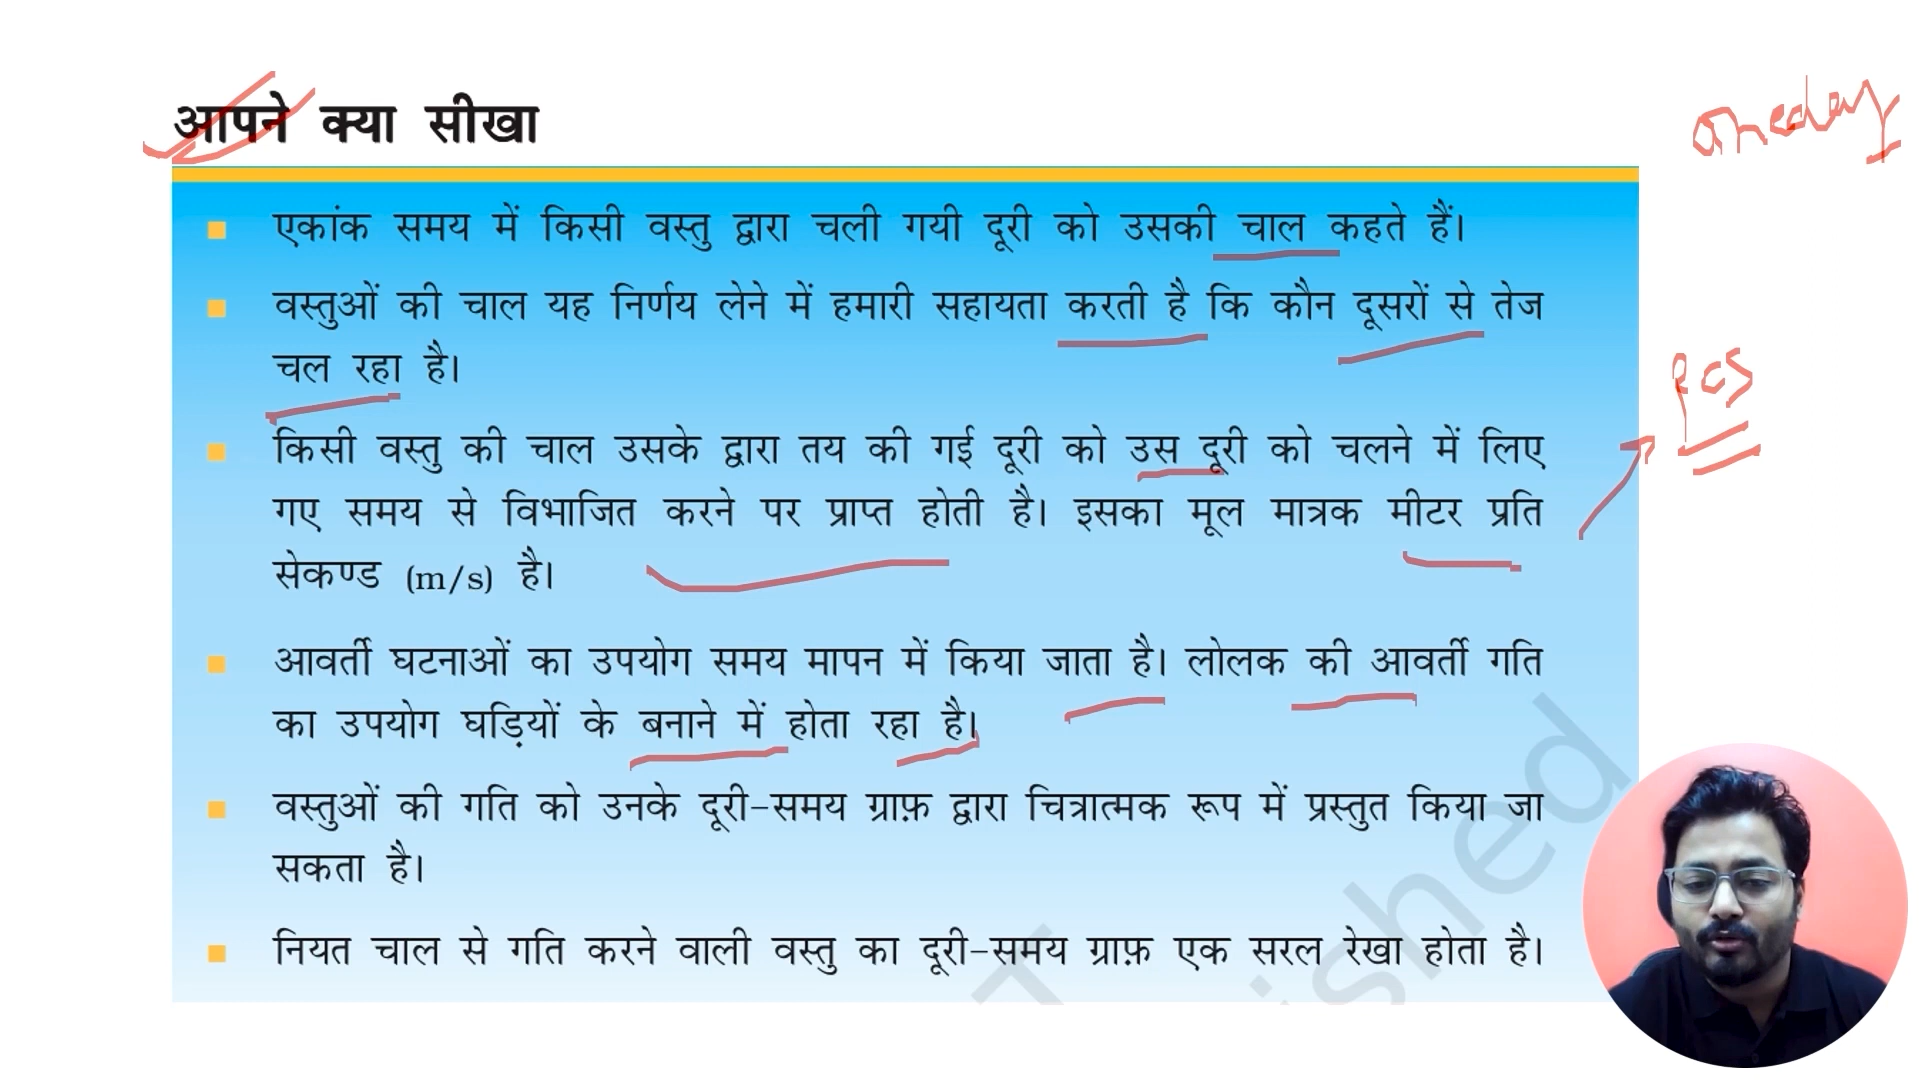 आपने क्या सीखा
oneday
एकांक समय में किसी वस्तु द्वारा चली गयी दूरी को उसकी चाल कहते हैं।
वस्तुओं की चाल यह निर्णय लेने में हमारी सहायता करती है कि कौन दूसरों से तेज
चल रहा है।
PCS
किसी वस्तु की चाल उसके द्वारा तय की गई दूरी को उस दूरी को चलने में लिए
गए समय से विभाजित करने पर प्राप्त होती है। इसका मूल मात्रक मीटर प्रति
सेकण्ड (m/s) है।
आवर्ती घटनाओं का उपयोग समय मापन में किया जाता है। लोलक की आवर्ती गति
का उपयोग घड़ियों के बनाने में होता रहा है।
वस्तुओं की गति को उनके दूरी-समय ग्राफ़ द्वारा चित्रात्मक रूप में प्रस्तुत किया जा
सकता है।
नियत चाल से गति करने वाली वस्तु का दूरी-समय ग्राफ़ एक सरल रेखा होता है।